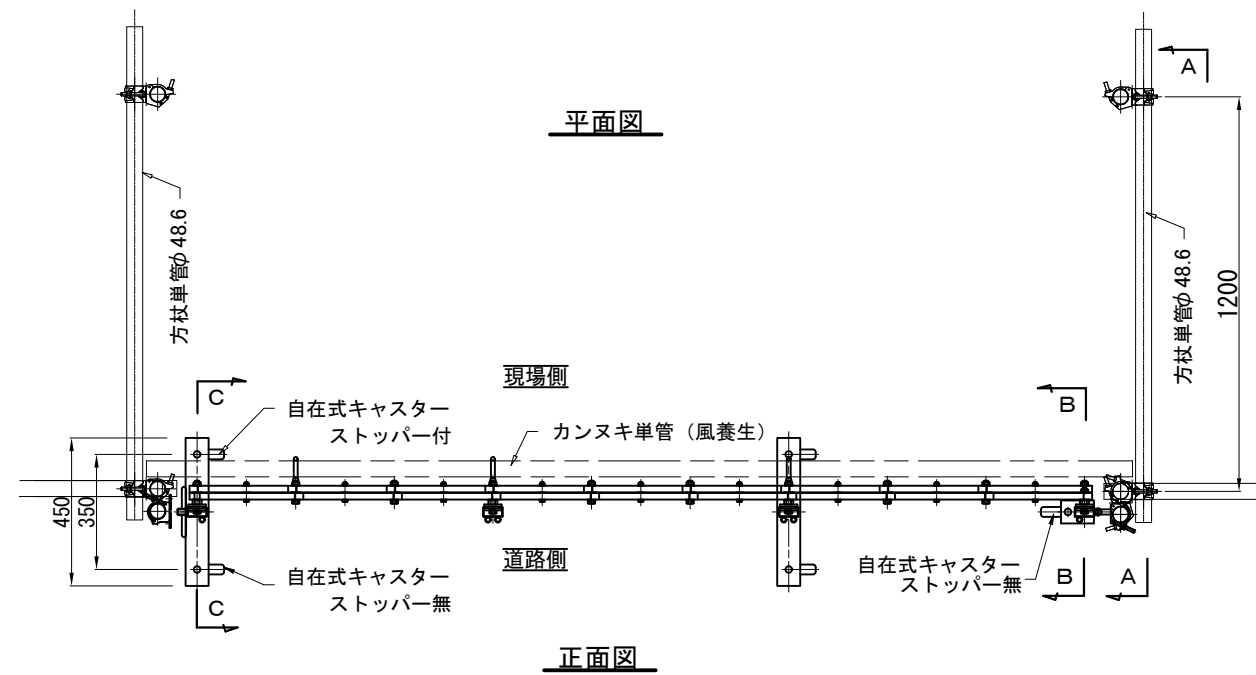 A
平面図
方杖単管φ48.6
方杖単管φ48.6
1200
現場側
C
B
自在式キャスター
ストッパー付
カンヌキ単管（風養生）
450
350
道路側
自在式キャスター
ストッパー無
自在式キャスター
ストッパー無
C
B
A
正面図